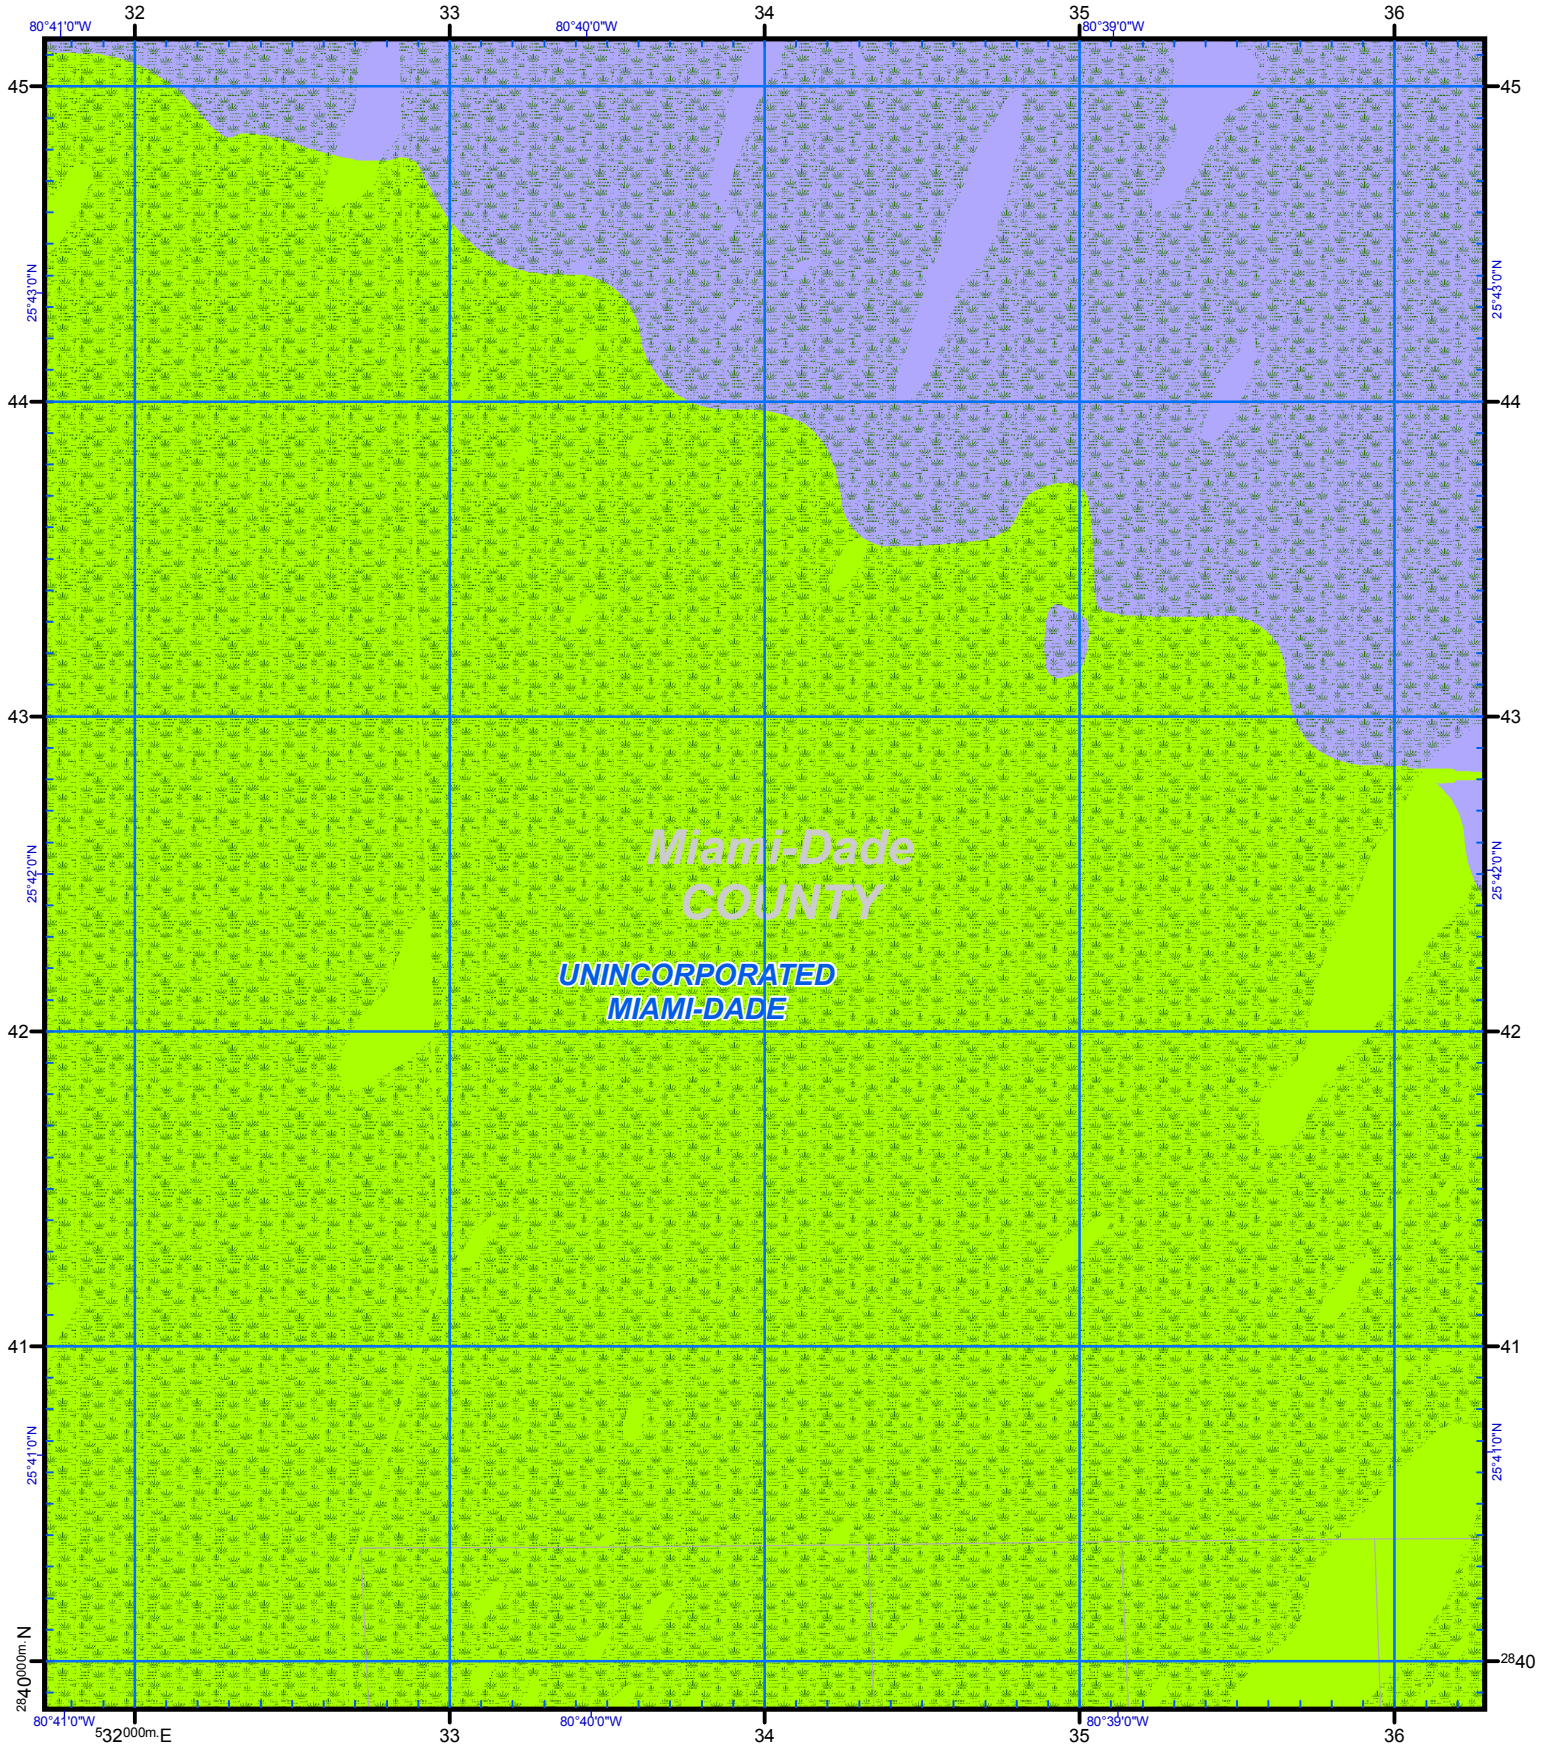 32 33 34 35 36
80°41'0"W 80°40'0"W 80°39'0"W
45 45
25°43'0"N 25°43'0"N
44 44
43 43
Miami-Dade
COUNTY
25°42'0"N 25°42'0"N
UNINCORPORATED
MIAMI-DADE
42 42
41 41
25°41'0"N 25°41'0"N
2840000m. N 2840
80°41'0"W 80°40'0"W 80°39'0"W
532000m. E 33 34 35 36